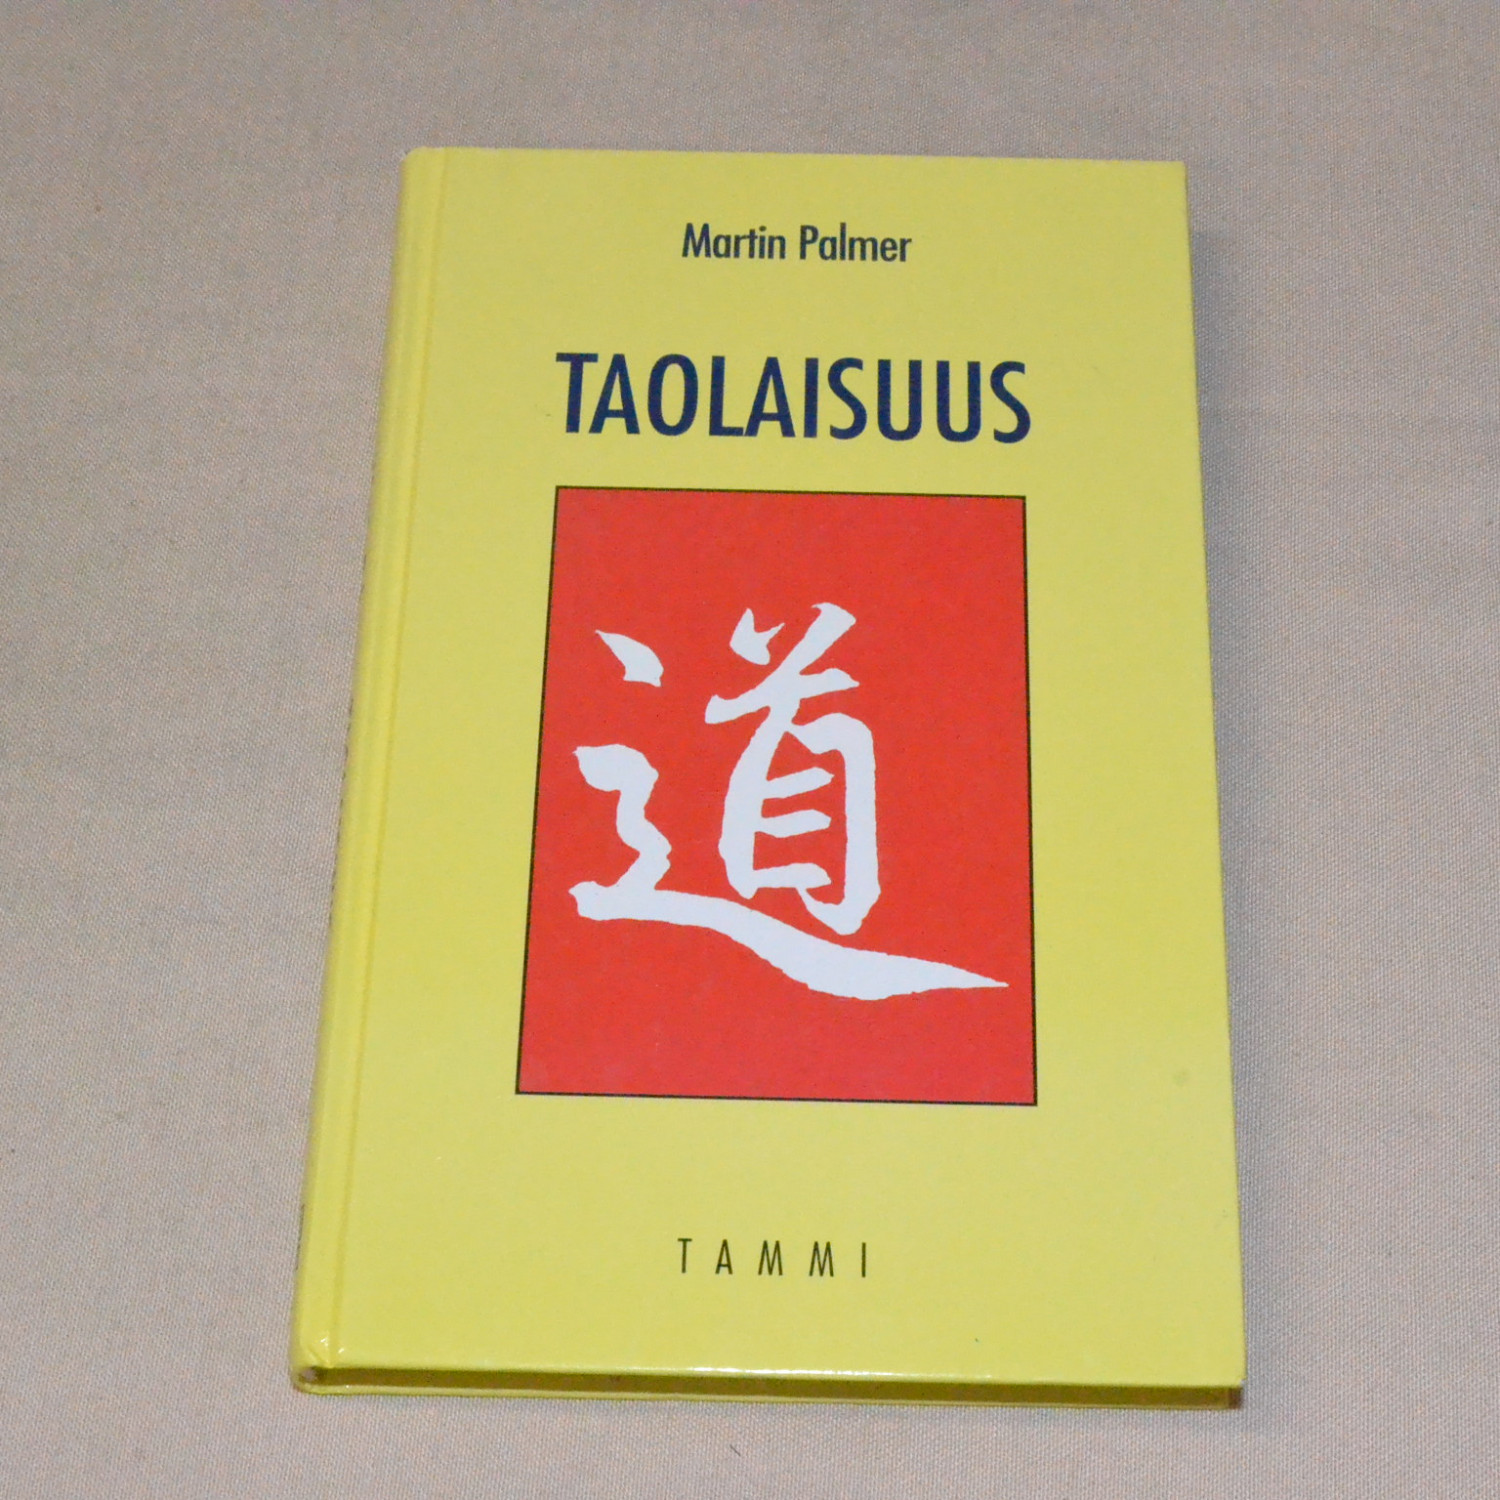 Martin Palmer
TAOLAISUUS
道
TAMMI